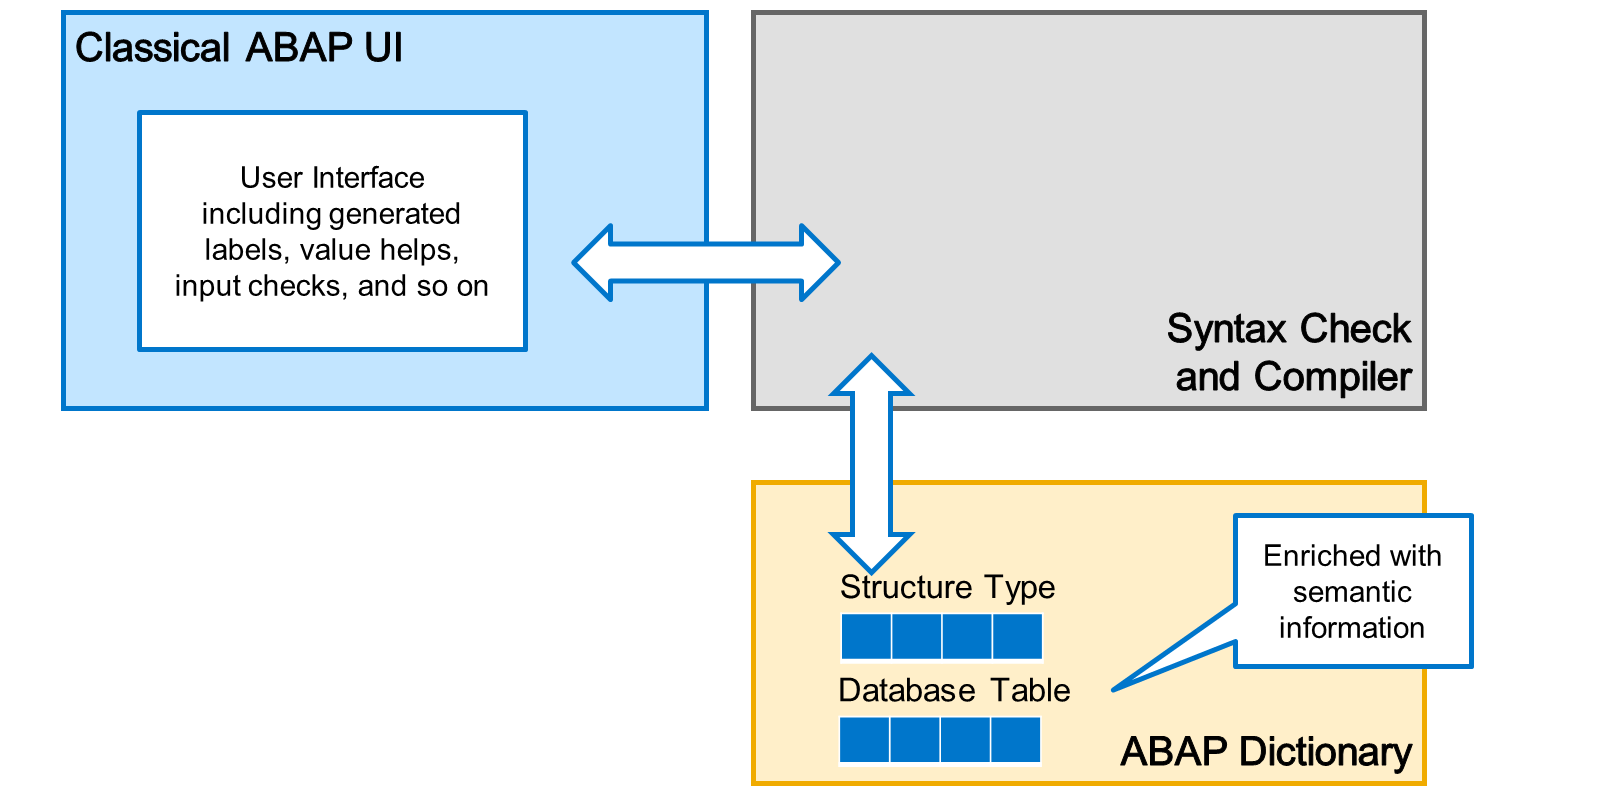 Classical ABAP UI
User Interface
including generated
labels, value helps,
input checks, and so on
Syntax Check
and Compiler
Structure Type
Database Table
Enriched with
semantic
information
ABAP Dictionary